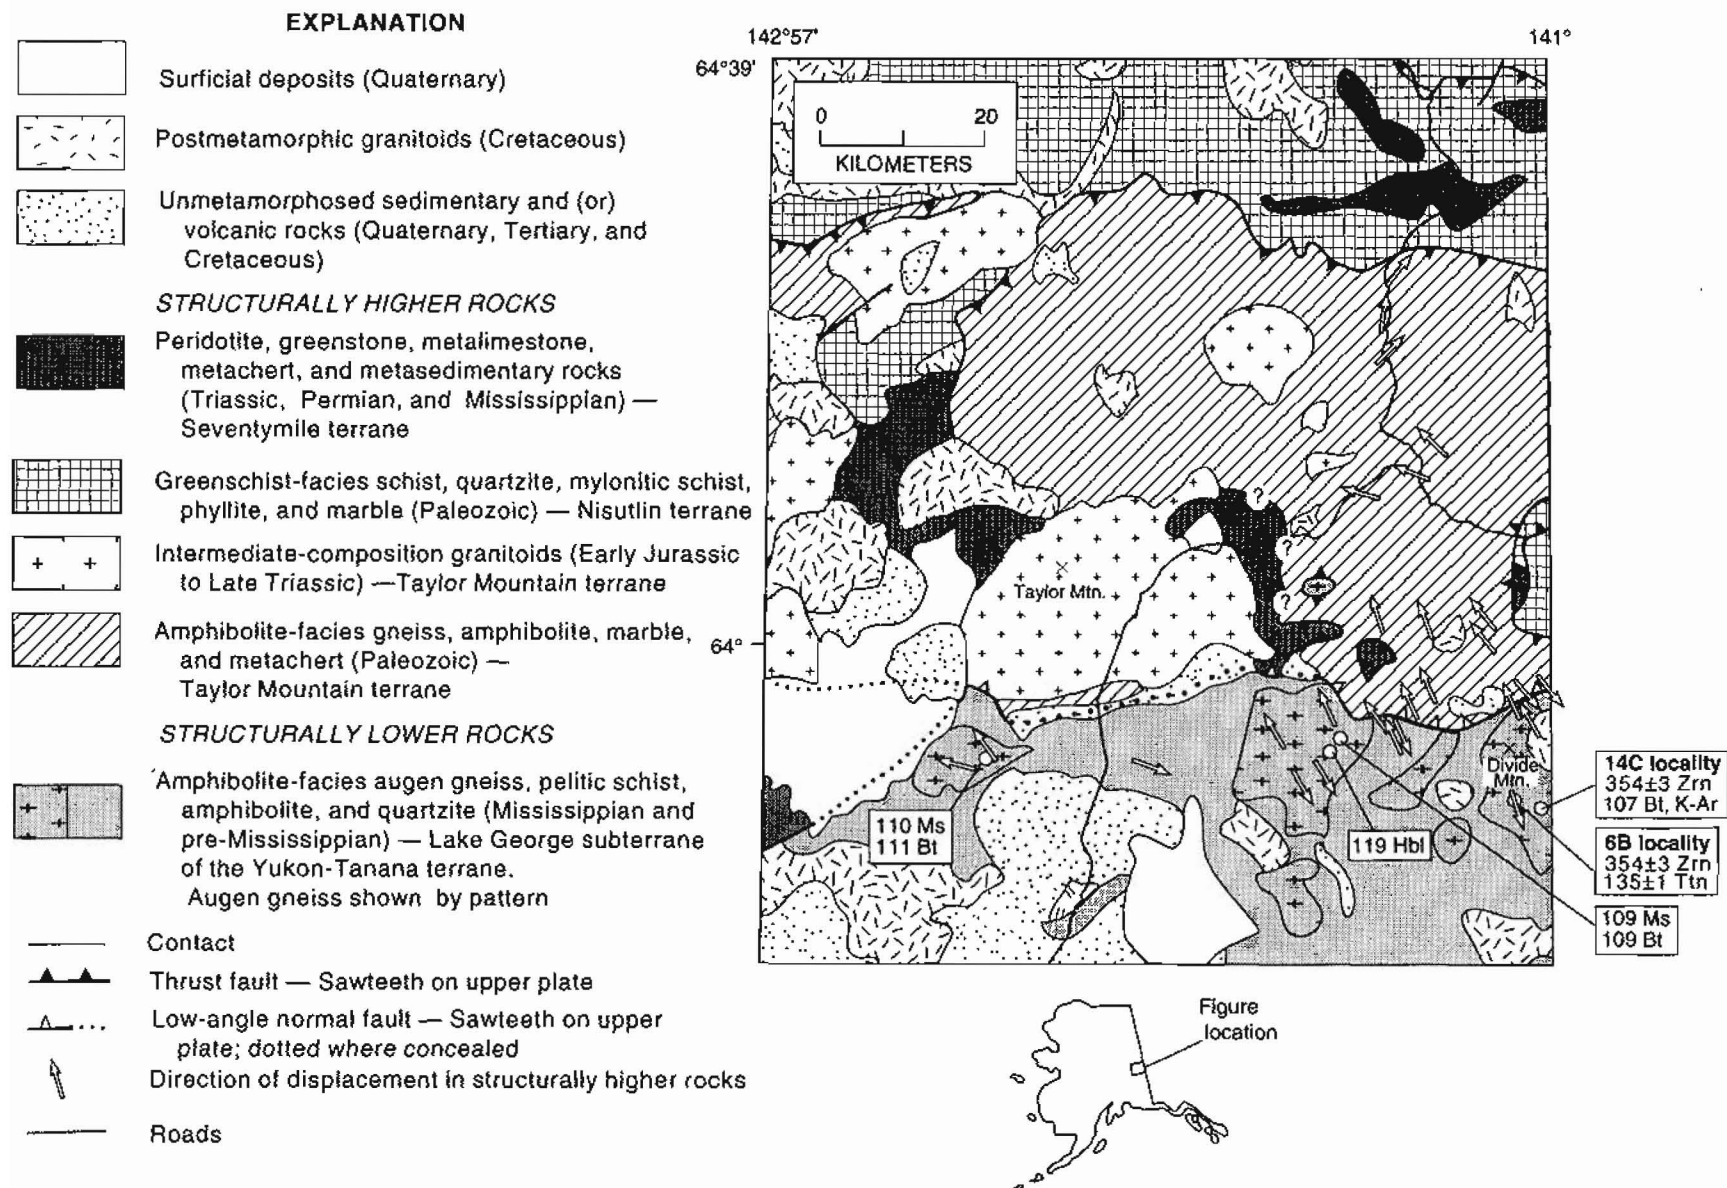 EXPLANATION
Surficial deposits (Quaternary)
Postmetamorphic granitoids (Cretaceous)
Unmetamorphosed sedimentary and (or)
volcanic rocks (Quaternary, Tertiary, and
Cretaceous)
STRUCTURALLY HIGHER ROCKS
Peridotite, greenstone, metalimestone,
metachert, and metasedimentary rocks
(Triassic, Permian, and Mississippian) —
Seventymile terrane
Greenschist-facies schist, quartzite, mylonitic schist,
phyllite, and marble (Paleozoic) — Nisutlin terrane
Intermediate-composition granitoids (Early Jurassic
to Late Triassic) —Taylor Mountain terrane
Amphibolite-facies gneiss, amphibolite, marble,
and metachert (Paleozoic) —
Taylor Mountain terrane
STRUCTURALLY LOWER ROCKS
Amphibolite-facies augen gneiss, pelitic schist,
amphibolite, and quartzite (Mississippian and
pre-Mississippian) — Lake George subterrane
of the Yukon-Tanana terrane.
Augen gneiss shown by pattern
Contact
Thrust fault — Sawteeth on upper plate
Low-angle normal fault — Sawteeth on upper
plate; dotted where concealed
Direction of displacement in structurally higher rocks
Roads
142°57'
141°
64°39'
0 20
KILOMETERS
?
?
?
Taylor Mtn.
64°
Divide
Mtn.
110 Ms
111 Bt
119 Hbl
14C locality
354±3 Zrn
107 Bt, K-Ar
6B locality
354±3 Zrn
135±1 Ttn
109 Ms
109 Bt
Figure
location